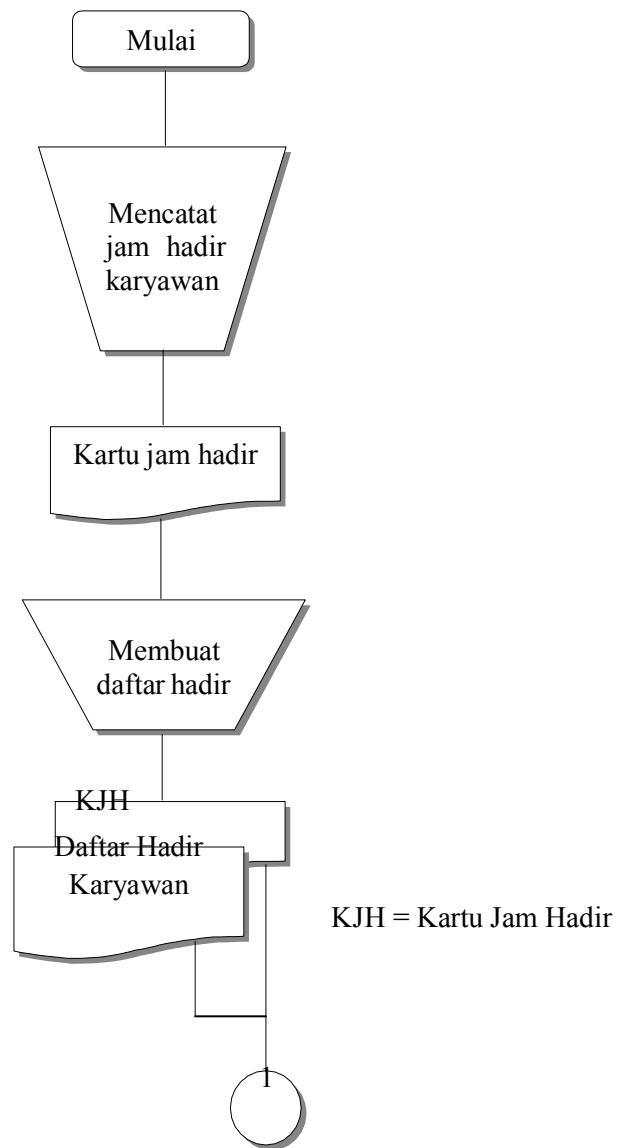 Mulai
Mencatat
jam hadir
karyawan
Kartu jam hadir
Membuat
daftar hadir
KJH
Daftar Hadir
Karyawan
KJH = Kartu Jam Hadir
1